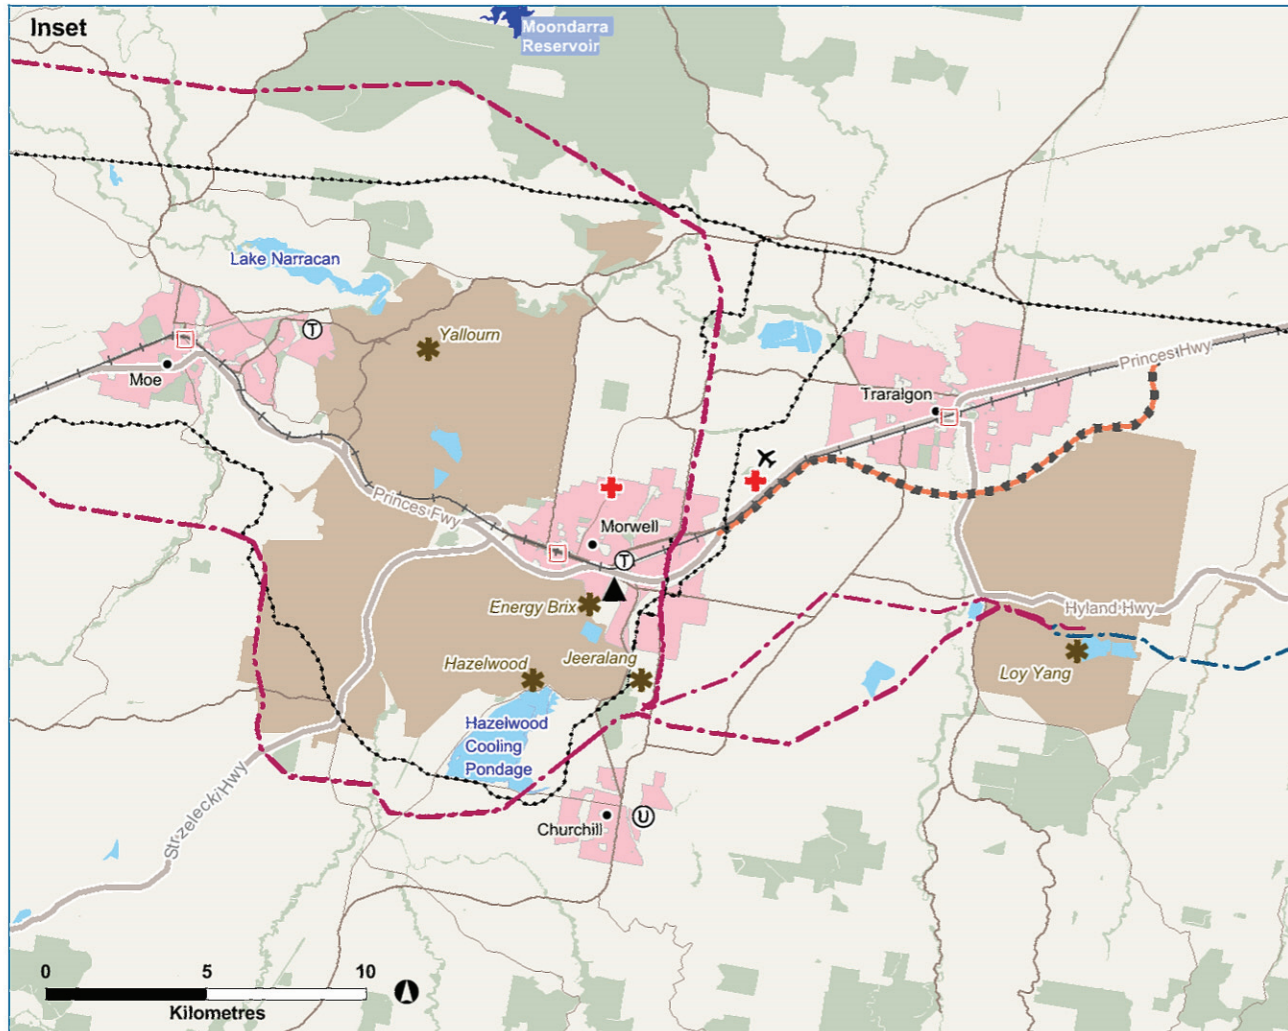 Inset
Moondarra
Reservoir
Lake Narracan
T
Yallourn
Princes Hwy
Moe
Traralgon
Princes Fwy
Morwell
T
Energy Brix
Hyland Hwy
Hazelwood
Jeeralang
Loy Yang
Hazelwood
Cooling
Pondage
Strzelecki Hwy
Churchill
U
0 5 10
Kilometres